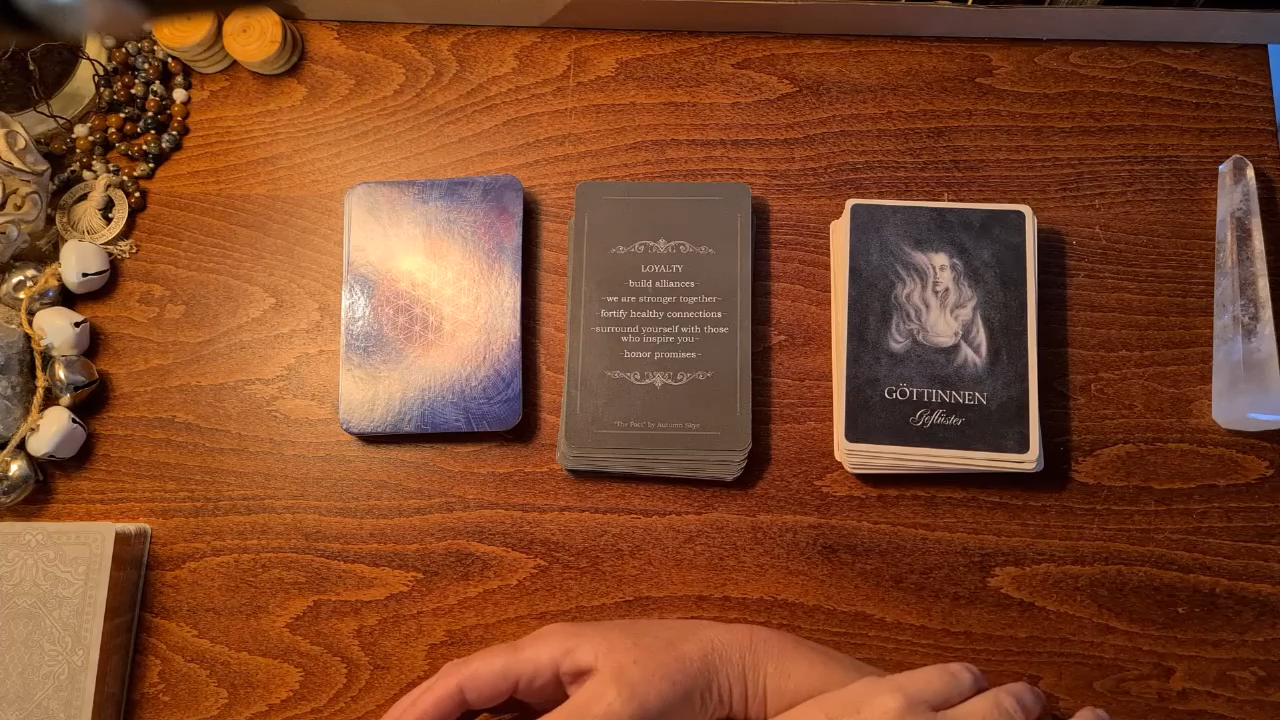 LOYALTY
~build alliances~
~we are stronger together~
~fortify healthy connections~
~surround yourself with those
who inspire you~
~honor promises~
"The Pact" by Autumn Skye
GÖTTINNEN
Geflüster